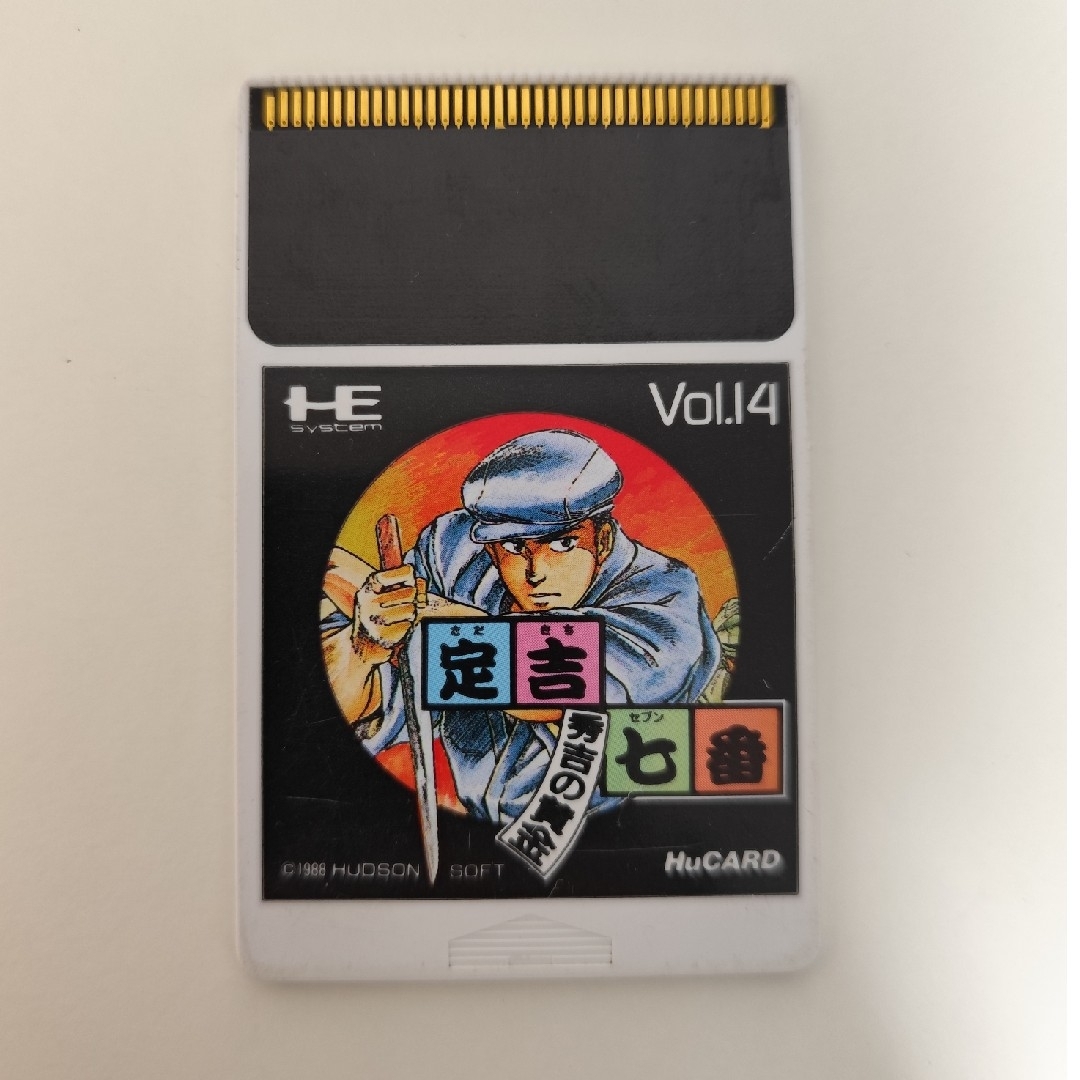 HE
system
Vol.14
さだ きち
定吉
セブン
七番
秀吉の黄金
©1988 HUDSON SOFT
HuCARD